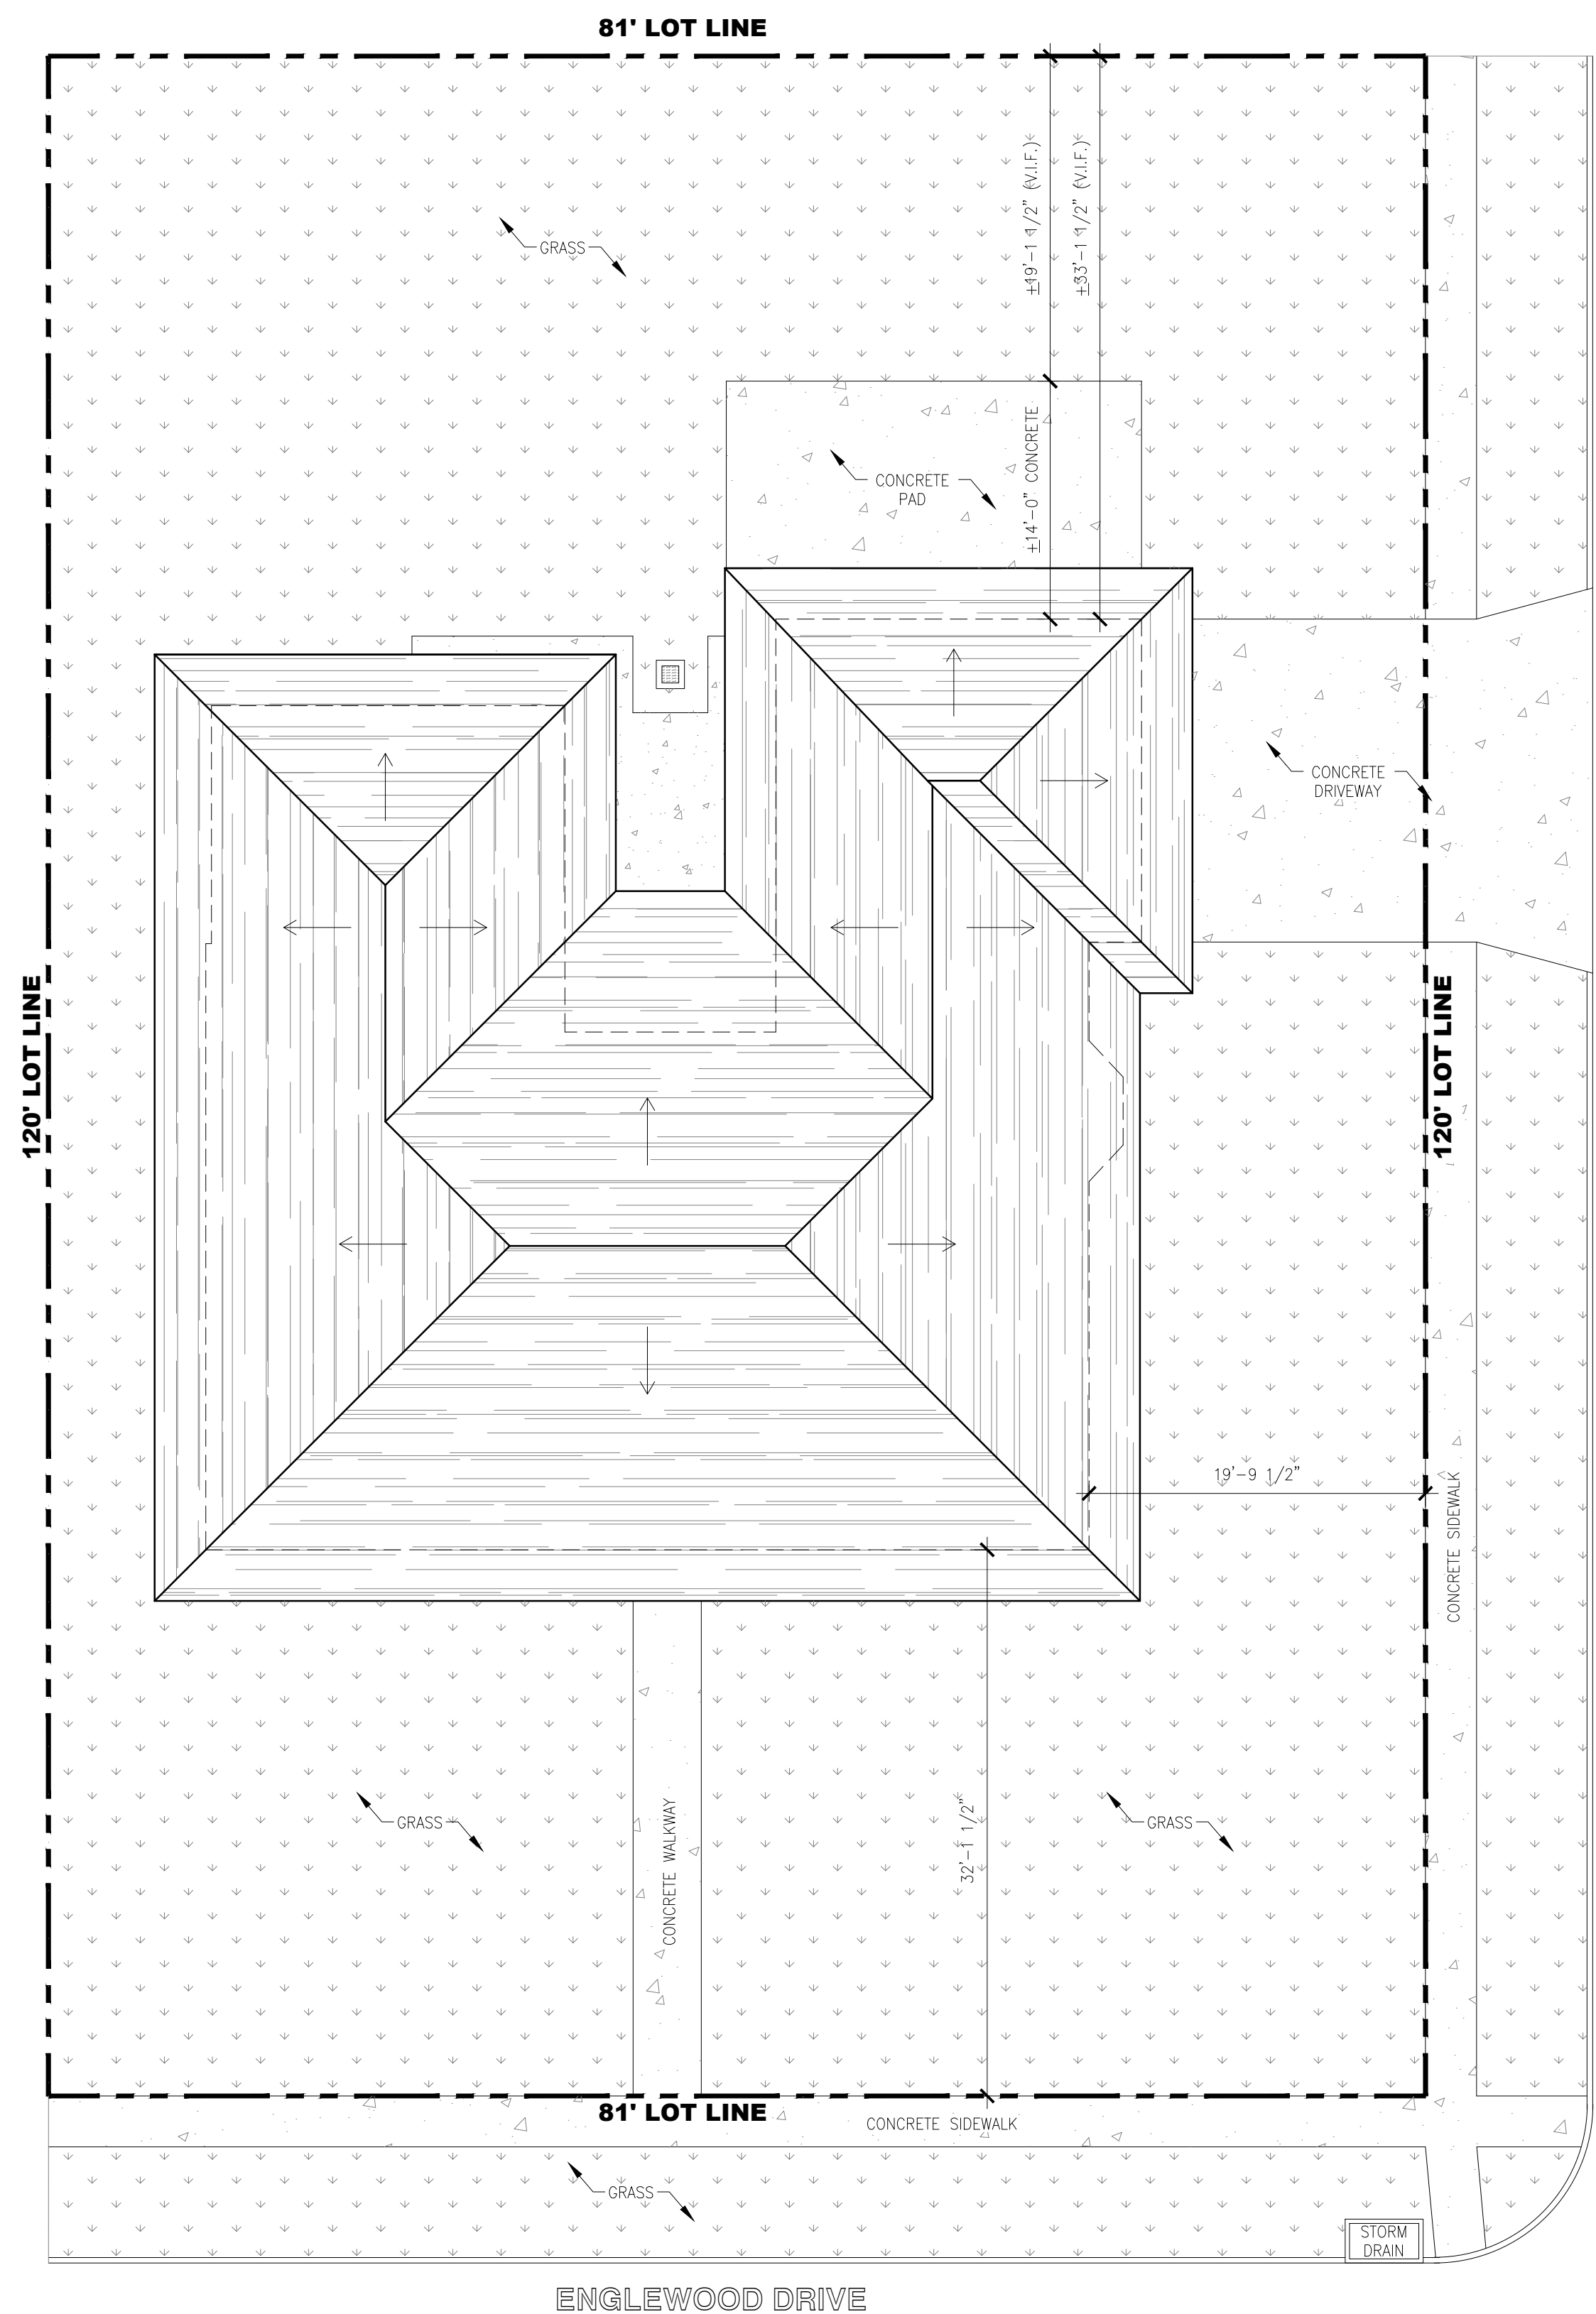 81' LOT LINE
±19'-1 1/2" (V.I.F.)
±33'-1 1/2" (V.I.F.)
GRASS
±14'-0" CONCRETE
CONCRETE
PAD
CONCRETE
DRIVEWAY
120' LOT LINE
120' LOT LINE
19'-9 1/2"
CONCRETE SIDEWALK
GRASS
CONCRETE WALKWAY
32'-1 1/2"
GRASS
81' LOT LINE
CONCRETE SIDEWALK
GRASS
STORM
DRAIN
ENGLEWOOD DRIVE